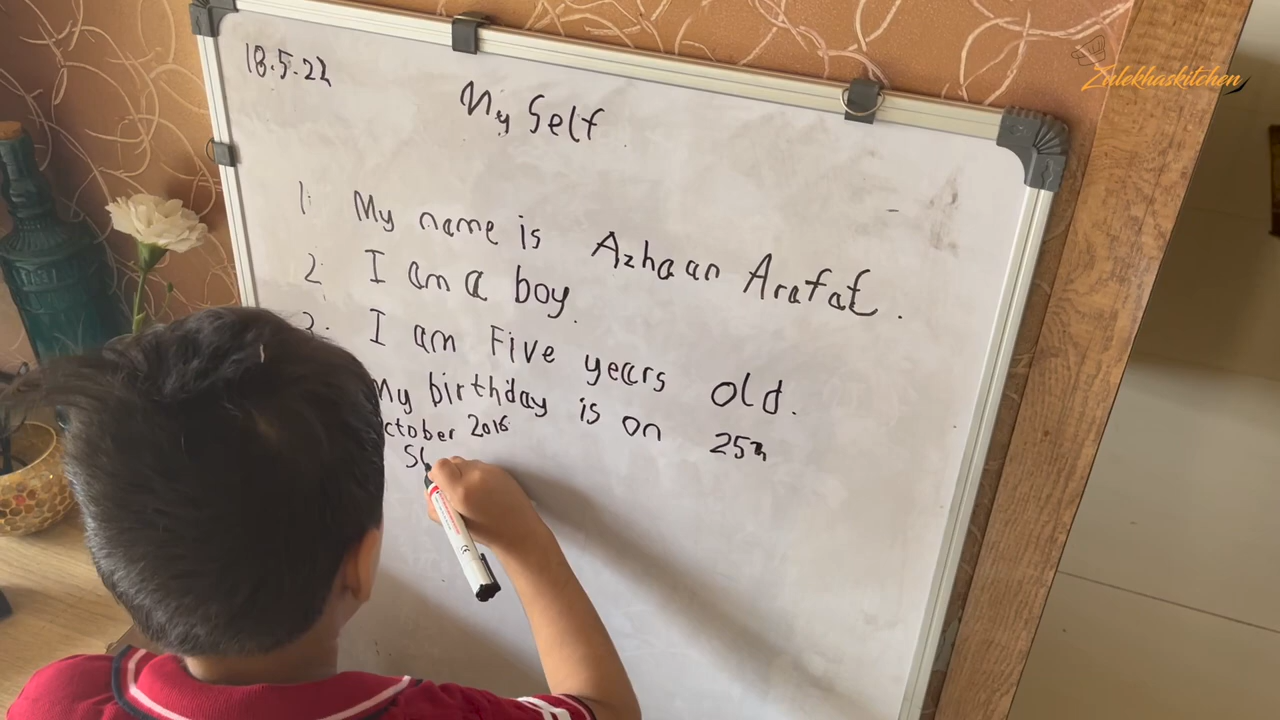 18.5.22
My Self
Zulekhaskitchen
1. My name is Azhaan Arafat.
2. I am a boy.
3. I am Five years old.
My birthday is on 25th
ctober 2016